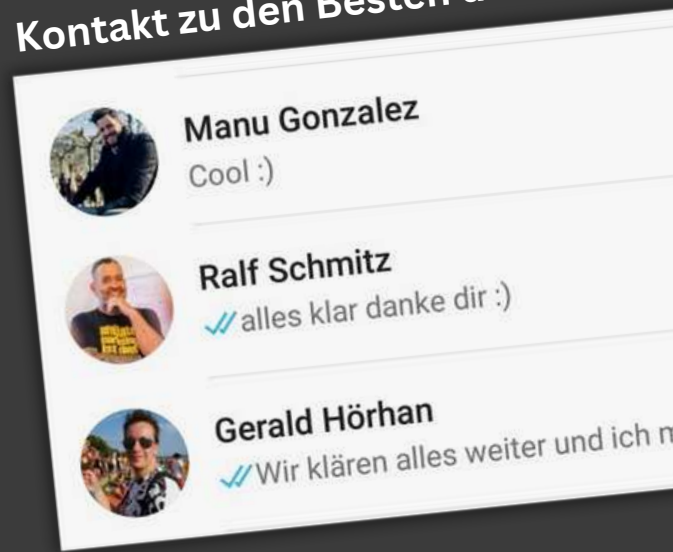 Kontakt zu den Besten
Manu Gonzalez
Cool :)
Ralf Schmitz
alles klar danke dir :)
Gerald Hörhan
Wir klären alles weiter und ich